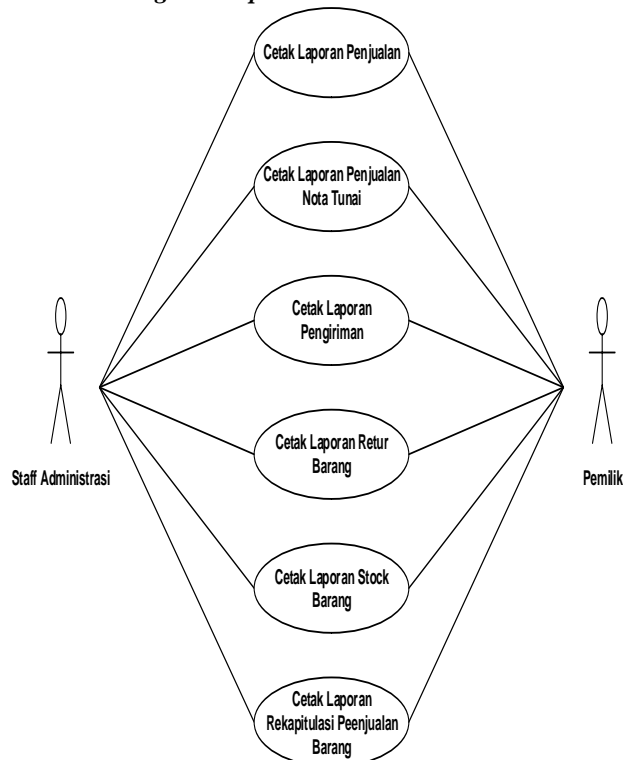 Cetak Laporan Penjualan
Cetak Laporan Penjualan
Nota Tunai
Cetak Laporan
Pengiriman
Cetak Laporan Retur
Barang
Staff Administrasi
Pemilik
Cetak Laporan Stock
Barang
Cetak Laporan
Rekapitulasi Peenjualan
Barang